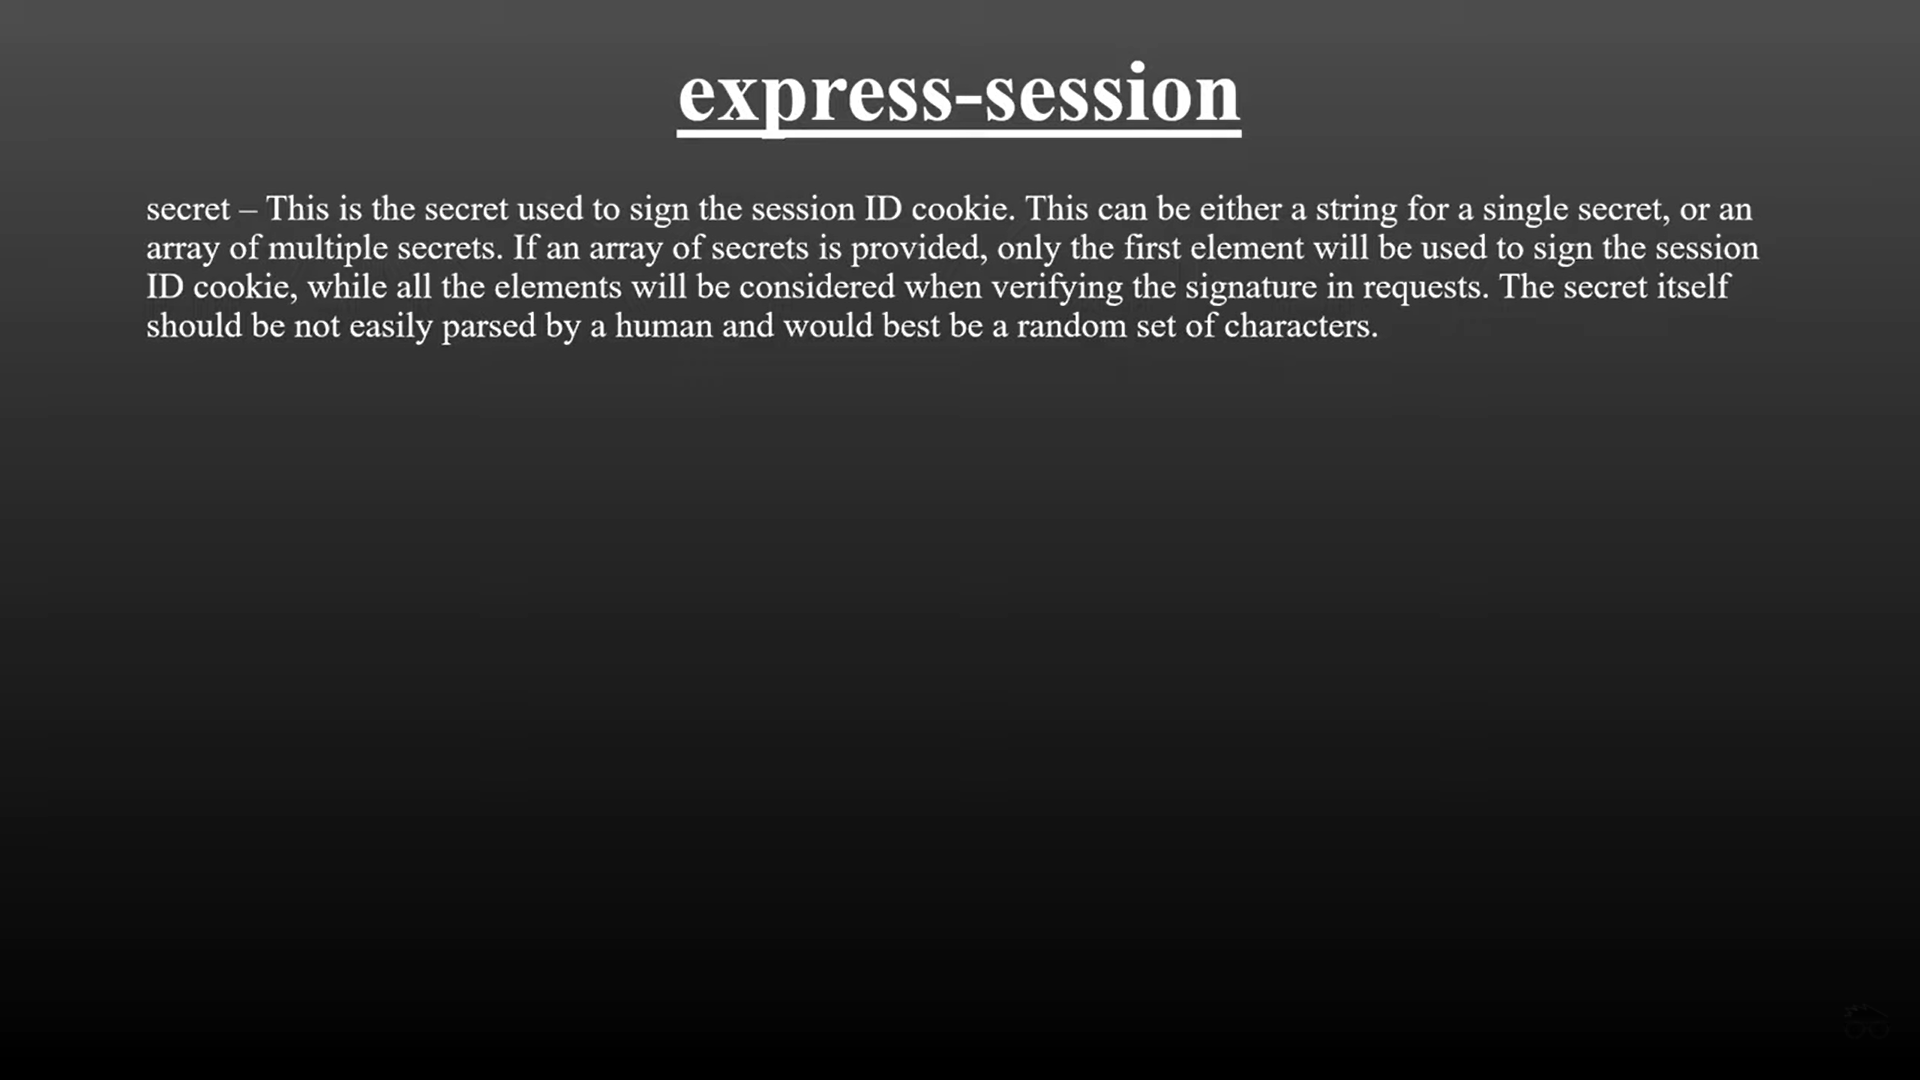 express-session
secret – This is the secret used to sign the session ID cookie. This can be either a string for a single secret, or an
array of multiple secrets. If an array of secrets is provided, only the first element will be used to sign the session
ID cookie, while all the elements will be considered when verifying the signature in requests. The secret itself
should be not easily parsed by a human and would best be a random set of characters.